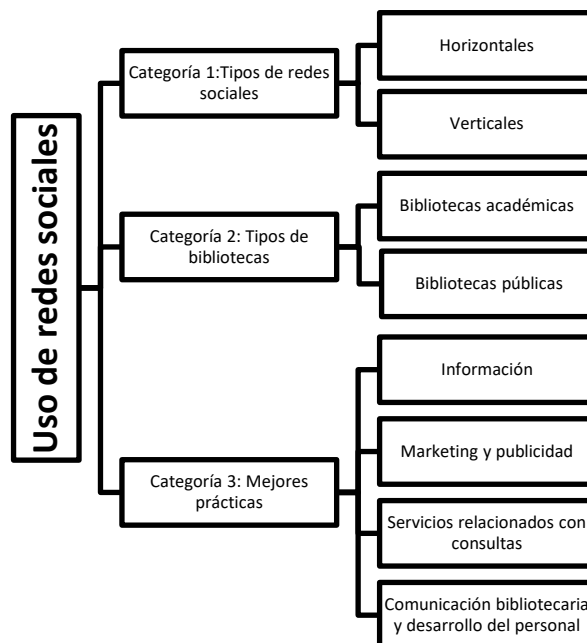 Uso de redes sociales
Categoría 1:Tipos de redes
sociales
Horizontales
Verticales
Categoría 2: Tipos de
bibliotecas
Bibliotecas académicas
Bibliotecas públicas
Categoría 3: Mejores
prácticas
Información
Marketing y publicidad
Servicios relacionados con
consultas
Comunicación bibliotecaria
y desarrollo del personal